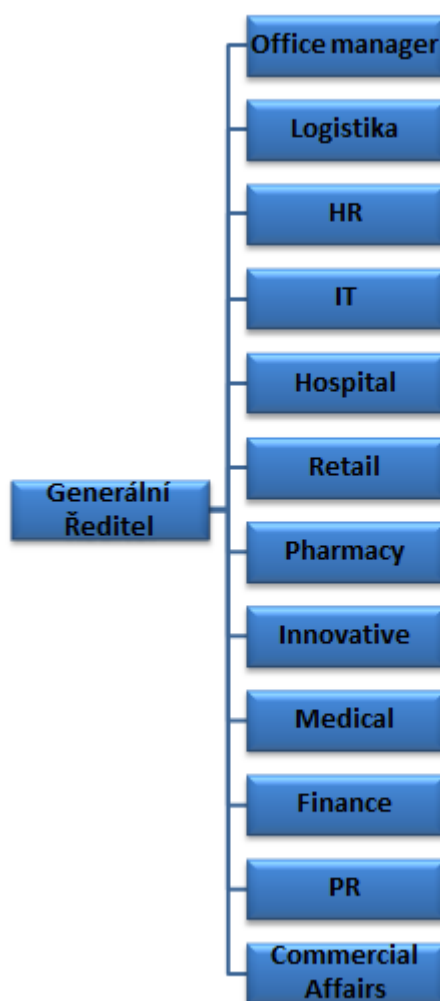 Office manager
Logistika
HR
IT
Hospital
Retail
Generální
Ředitel
Pharmacy
Innovative
Medical
Finance
PR
Commercial
Affairs